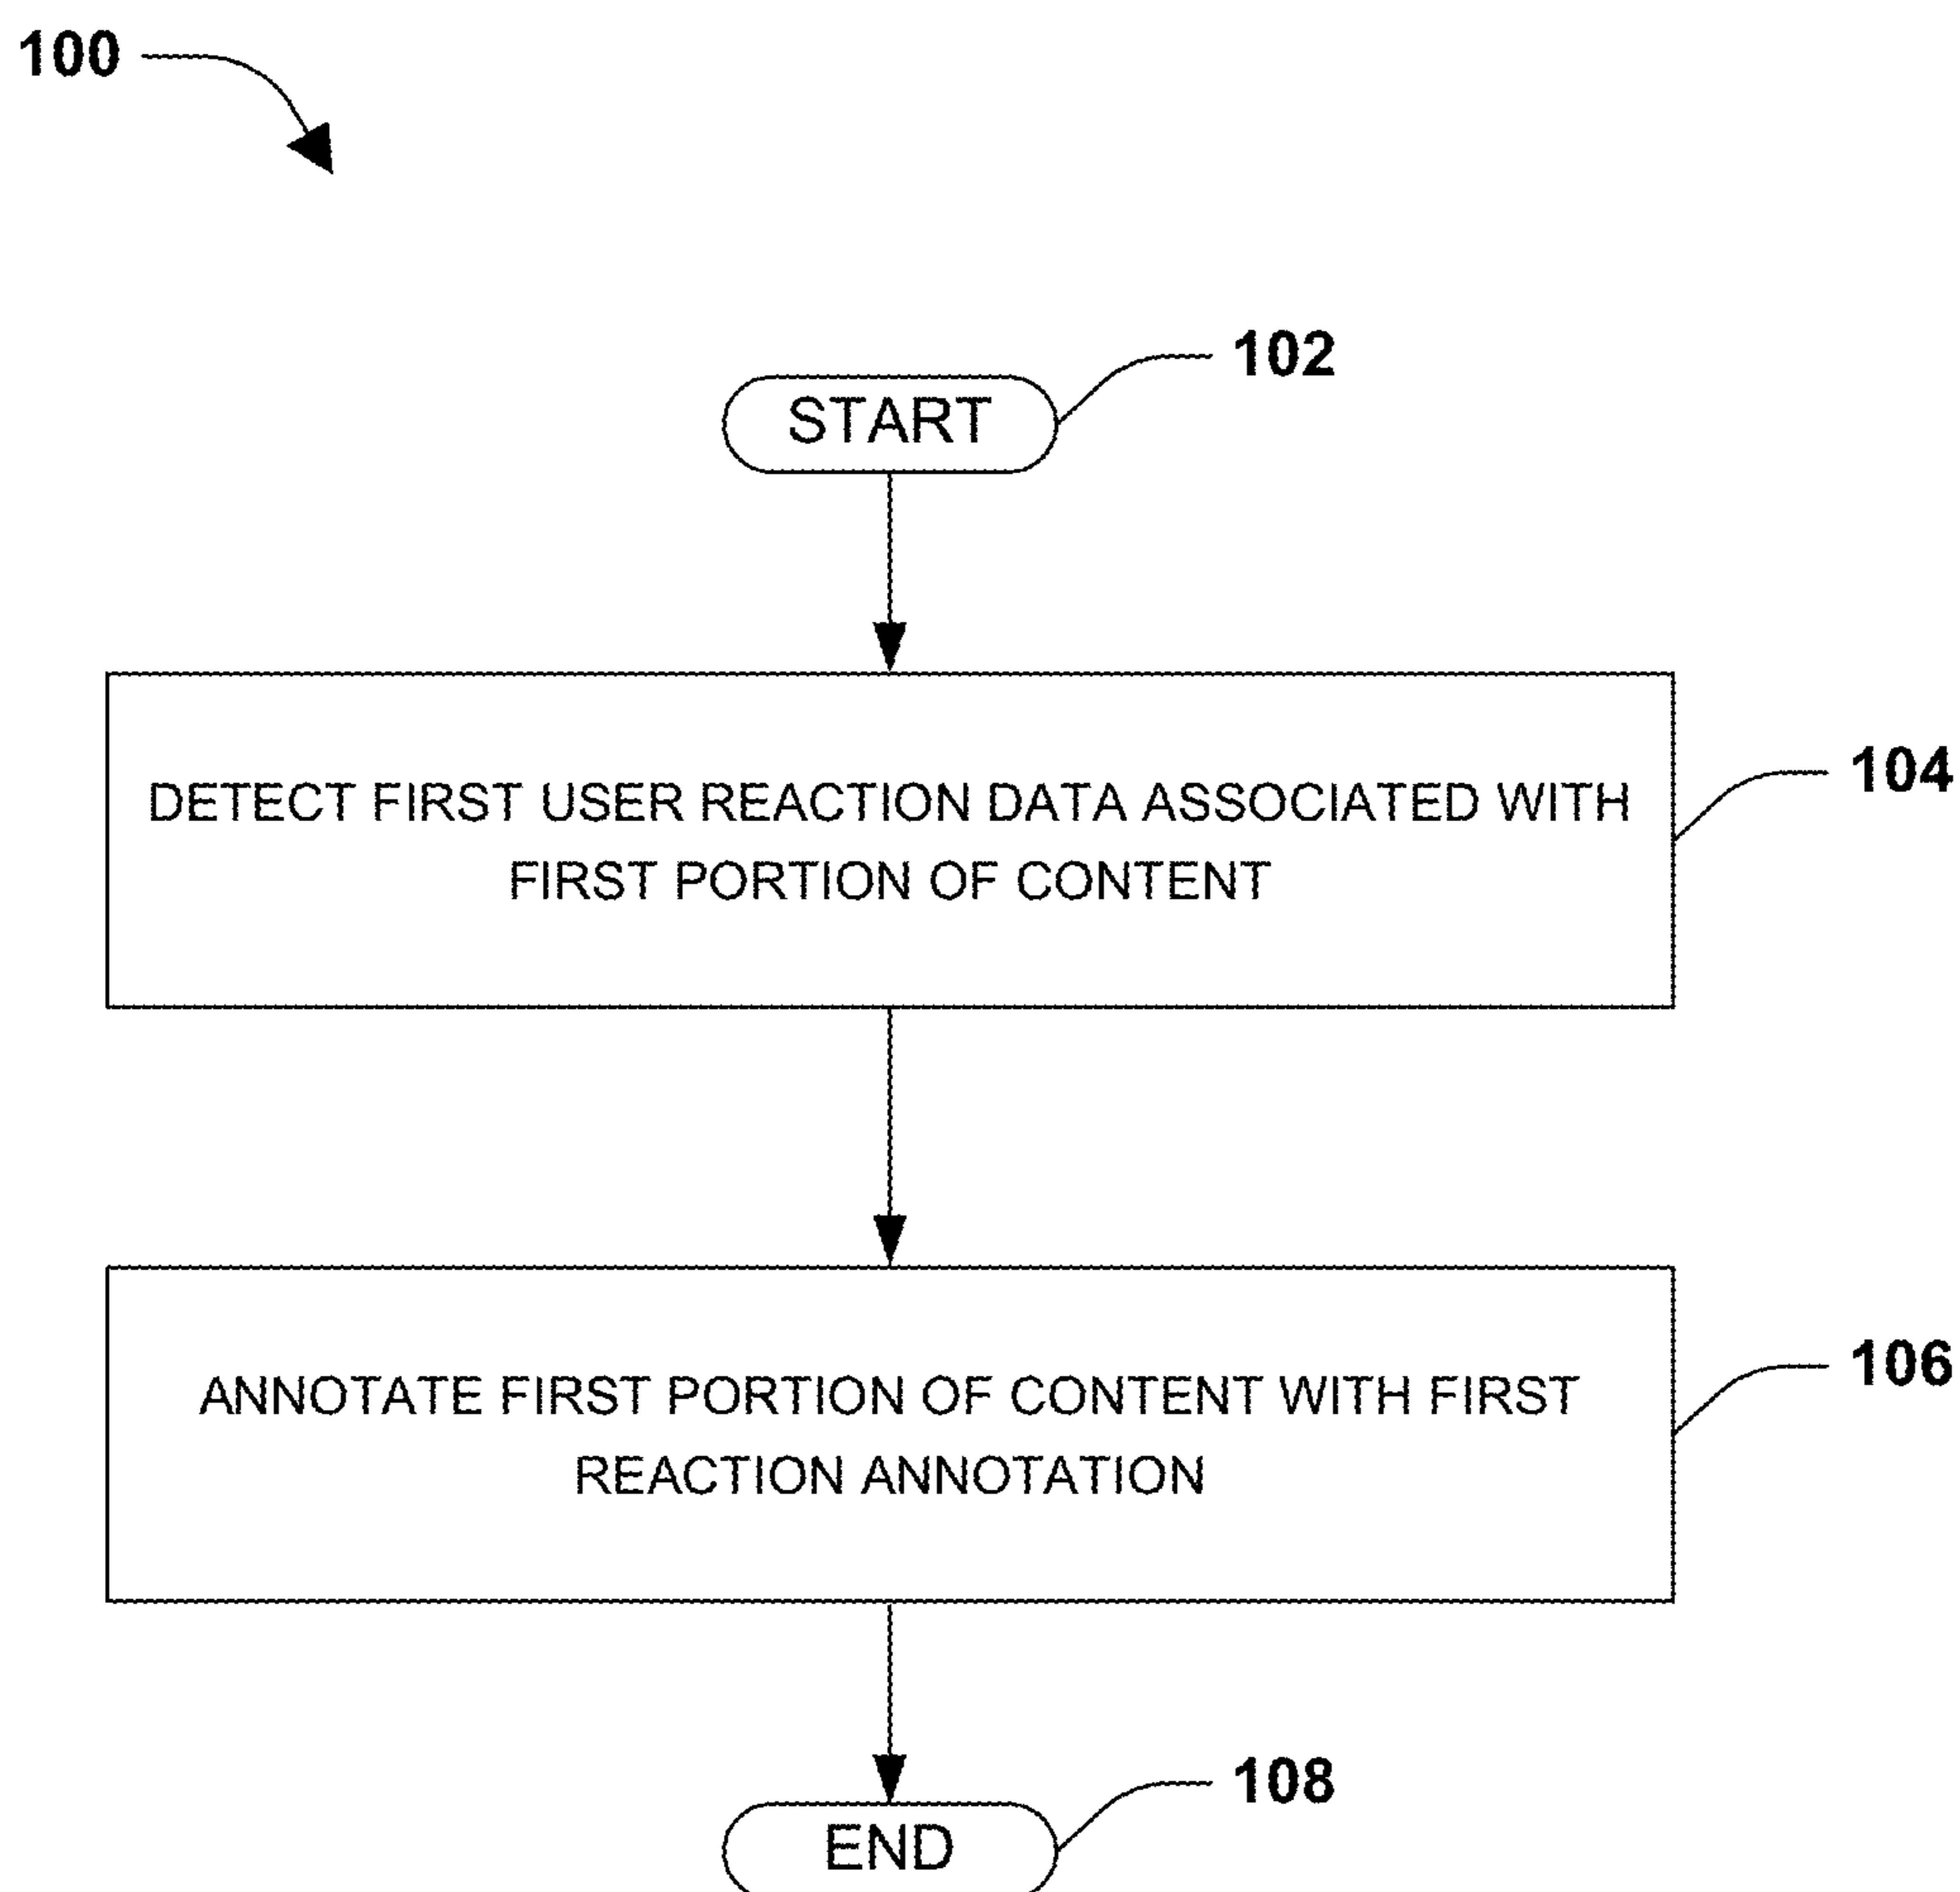 100
102
START
104
DETECT FIRST USER REACTION DATA ASSOCIATED WITH
FIRST PORTION OF CONTENT
106
ANNOTATE FIRST PORTION OF CONTENT WITH FIRST
REACTION ANNOTATION
108
END